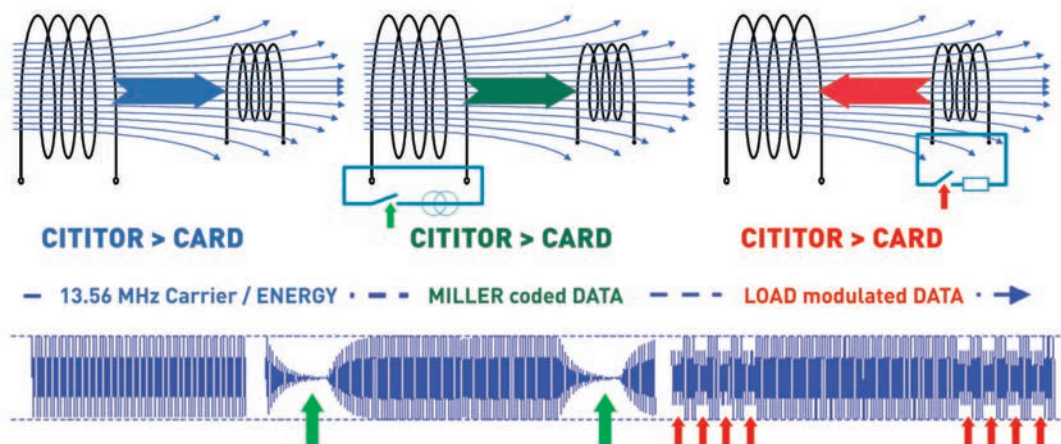 CITITOR > CARD
CITITOR > CARD
CITITOR > CARD
13.56 MHz Carrier / ENERGY
MILLER coded DATA
LOAD modulated DATA